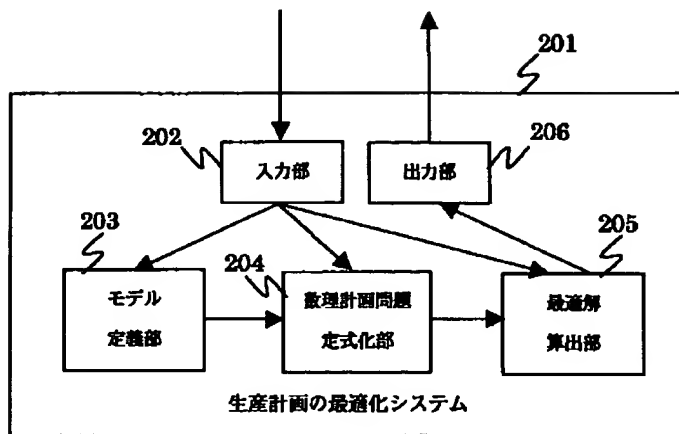 201
202
入力部
出力部
206
203
モデル
定義部
204
数理計画問題
定式化部
205
最適解
算出部
生産計画の最適化システム